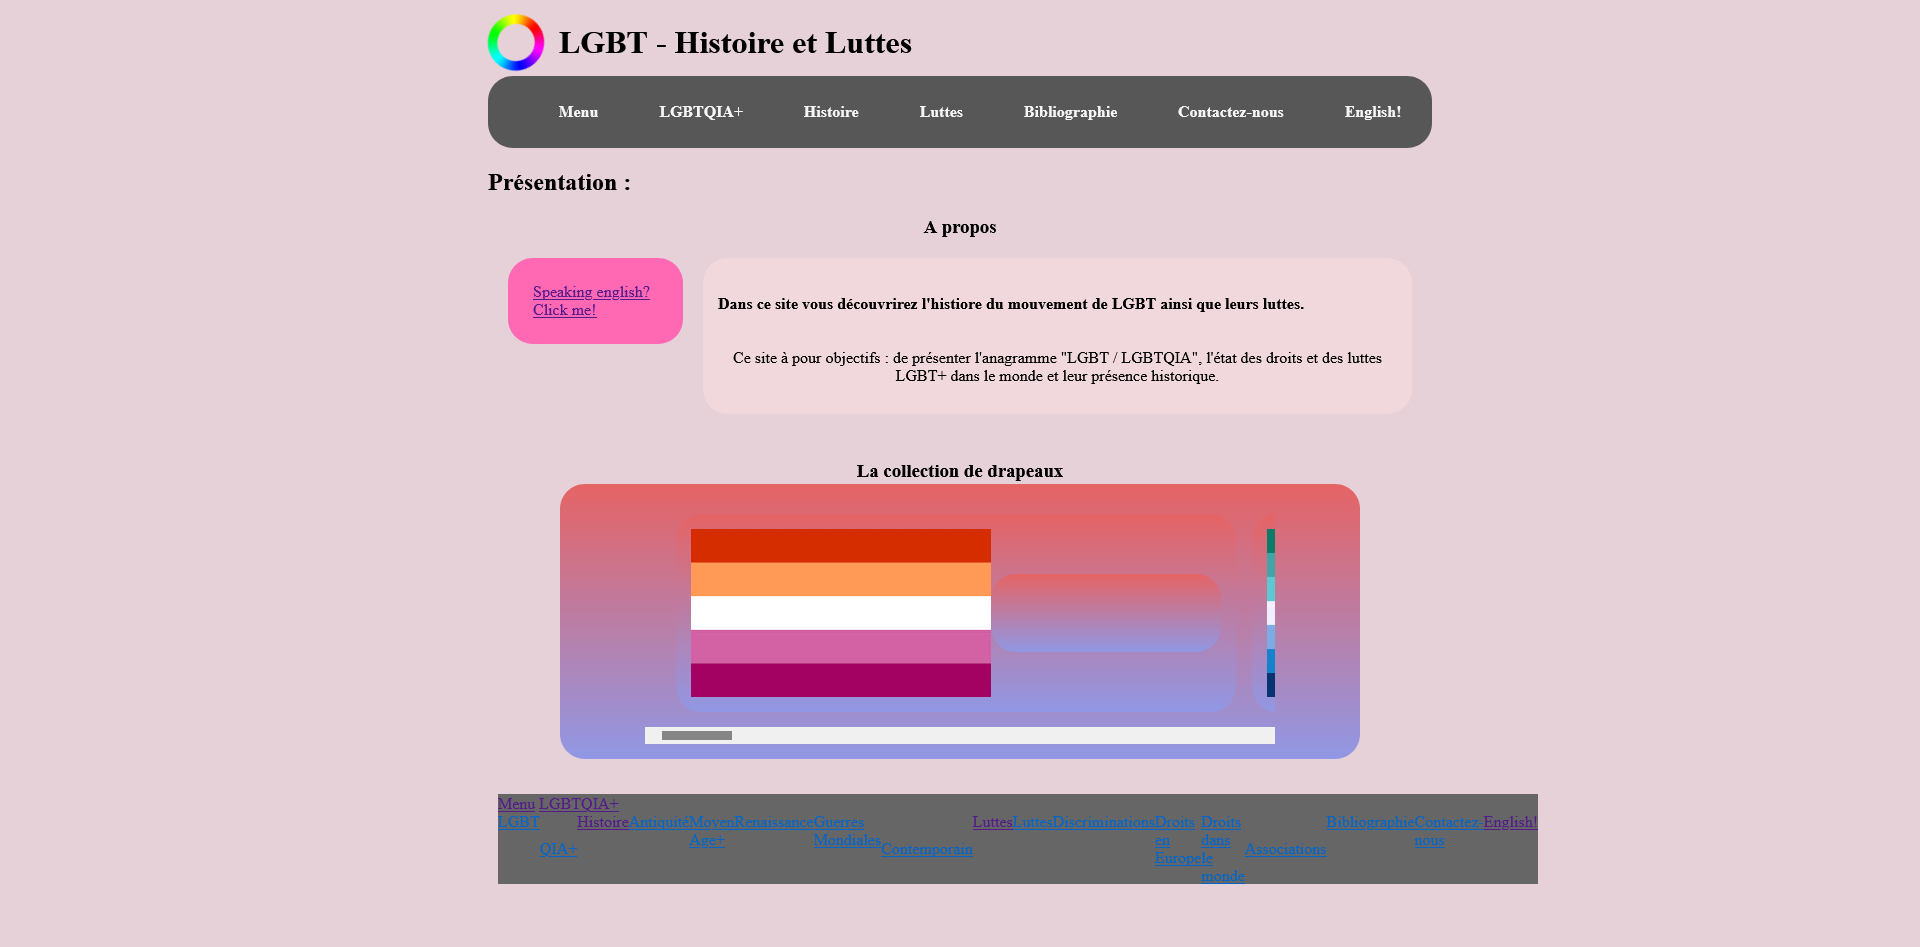 LGBT - Histoire et Luttes
Menu LGBTQIA+ Histoire Luttes Bibliographie Contactez-nous English!
Présentation :
A propos
Speaking english?
Click me!
Dans ce site vous découvrirez l'histiore du mouvement de LGBT ainsi que leurs luttes.
Ce site à pour objectifs : de présenter l'anagramme "LGBT / LGBTQIA", l'état des droits et des luttes
LGBT+ dans le monde et leur présence historique.
La collection de drapeaux
Menu LGBTQIA+
LGBT
QIA+
Histoire
Antiquité
Moyen
Age+
Renaissance
Guerres
Mondiales
Contemporain
Luttes
Luttes
Discriminations
Droits
en
Europe
Droits
dans
le
monde
Associations
Bibliographie
Contactez-
nous
English!